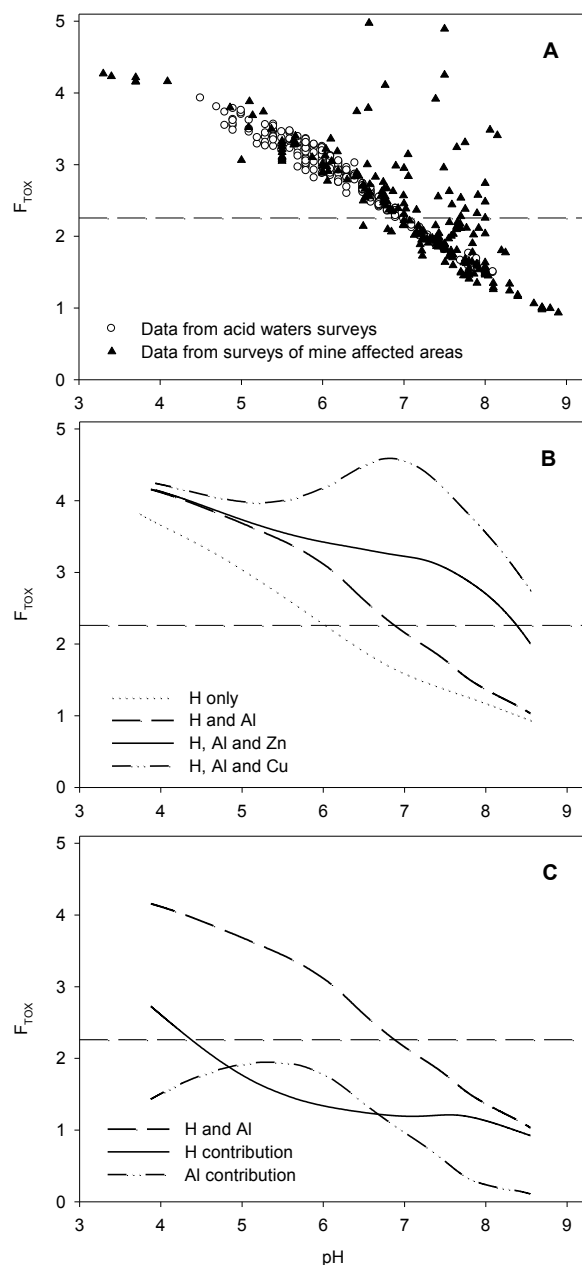 5
A
4
3
F_TOX
2
1
Data from acid waters surveys
Data from surveys of mine affected areas
0
3 4 5 6 7 8 9
5
B
4
3
F_TOX
2
H only
1
H and Al
H, Al and Zn
H, Al and Cu
0
3 4 5 6 7 8 9
5
C
4
3
F_TOX
2
1
H and Al
H contribution
Al contribution
0
3 4 5 6 7 8 9
pH